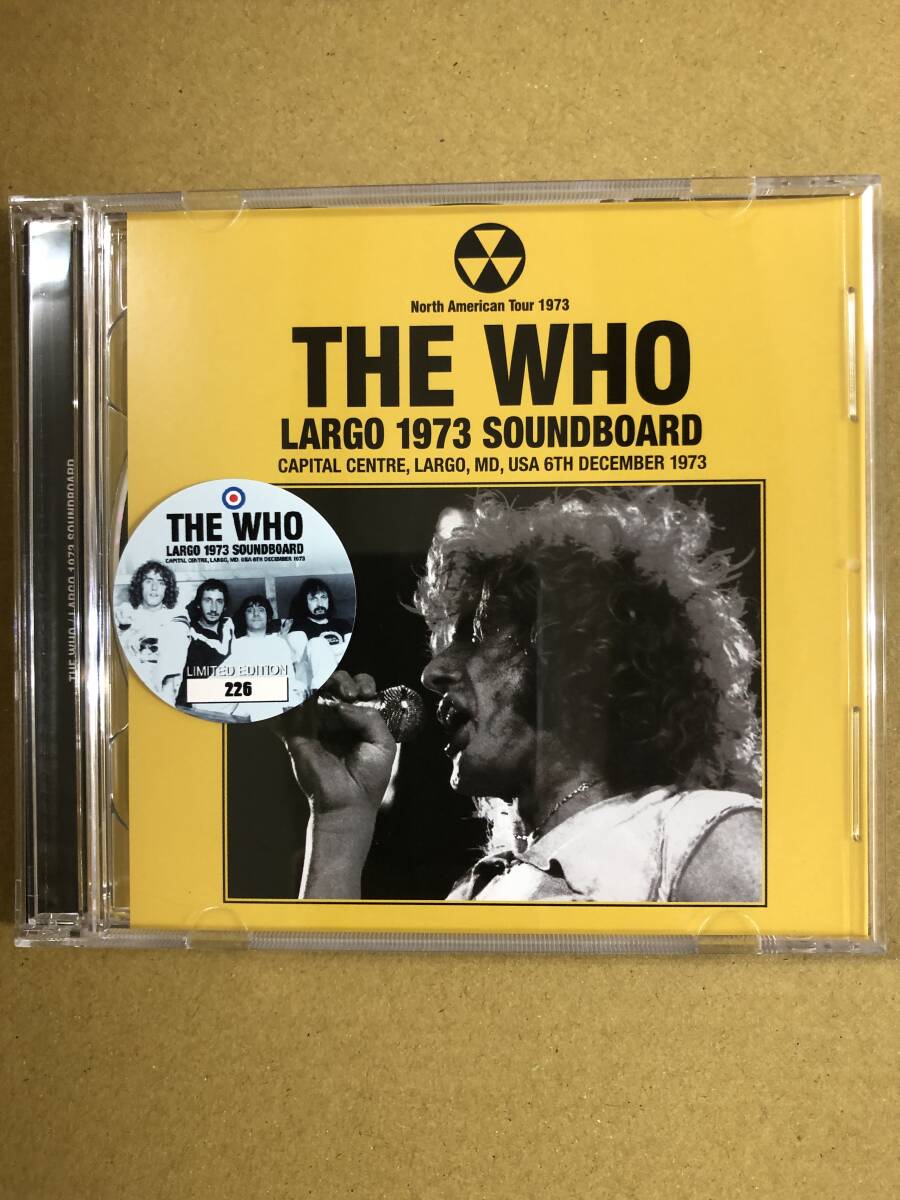 North American Tour 1973
THE WHO
LARGO 1973 SOUNDBOARD
CAPITAL CENTRE, LARGO, MD, USA 6TH DECEMBER 1973
THE WHO
LARGO 1973 SOUNDBOARD
CAPITAL CENTRE, LARGO, MD, USA 6TH DECEMBER 1973
LIMITED EDITION
226
THE WHO / LARGO 1973 SOUNDBOARD